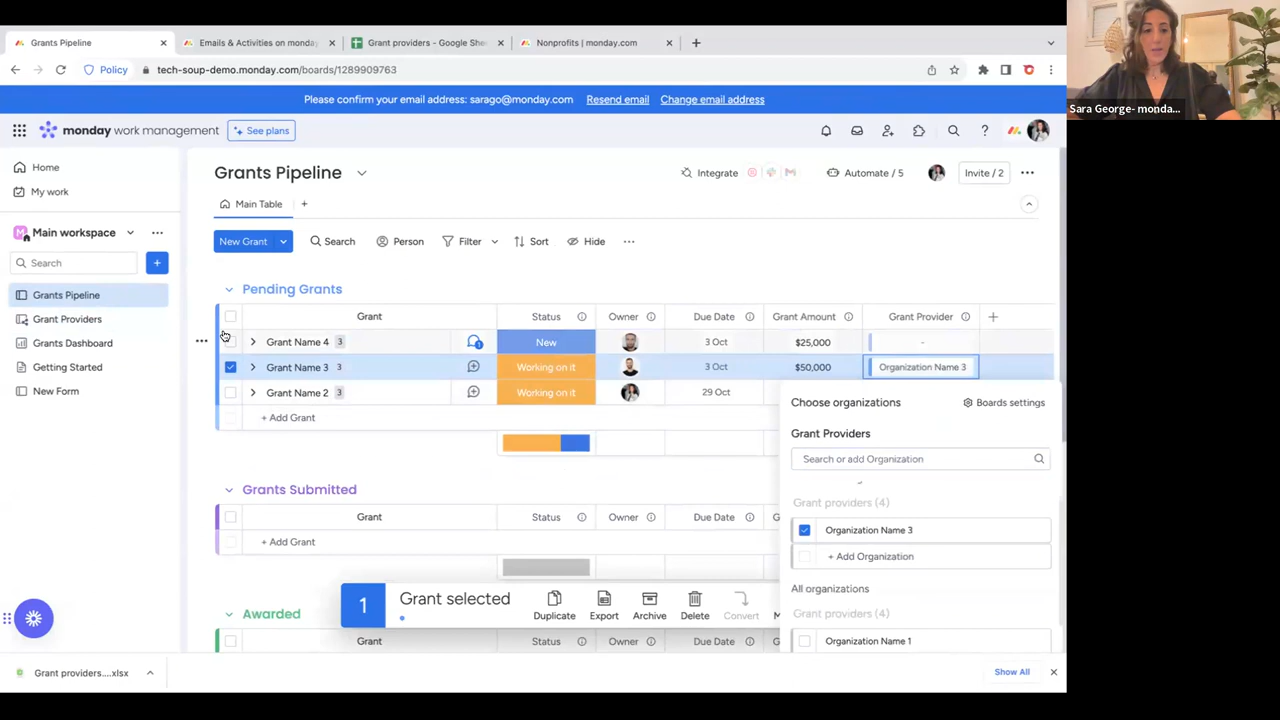 Grants Pipeline
Emails & Activities on monday
Grant providers - Google She
Nonprofits | monday.com
Policy
tech-soup-demo.monday.com/boards/1289909763
Sara George- monda...
Please confirm your email address: sarago@monday.com Resend email Change email address
monday work management
See plans
Home
My work
Main workspace
Search
Grants Pipeline
Grant Providers
Grants Dashboard
Getting Started
New Form
Grants Pipeline
Integrate
Automate / 5
Invite / 2
Main Table
New Grant
Search
Person
Filter
Sort
Hide
Pending Grants
Grant Status Owner Due Date Grant Amount Grant Provider
Grant Name 4 3 1 New 3 Oct $25,000 -
Grant Name 3 3 Working on it 3 Oct $50,000 Organization Name 3
Grant Name 2 3 Working on it 29 Oct
+ Add Grant
Choose organizations
Boards settings
Grant Providers
Search or add Organization
Grant providers (4)
Organization Name 3
+ Add Organization
All organizations
Grant providers (4)
Organization Name 1
Grants Submitted
Grant Status Owner Due Date G
+ Add Grant
1 Grant selected
Duplicate
Export
Archive
Delete
Convert
M
Awarded
Grant Status Owner Due Date
Grant providers....xlsx
Show All